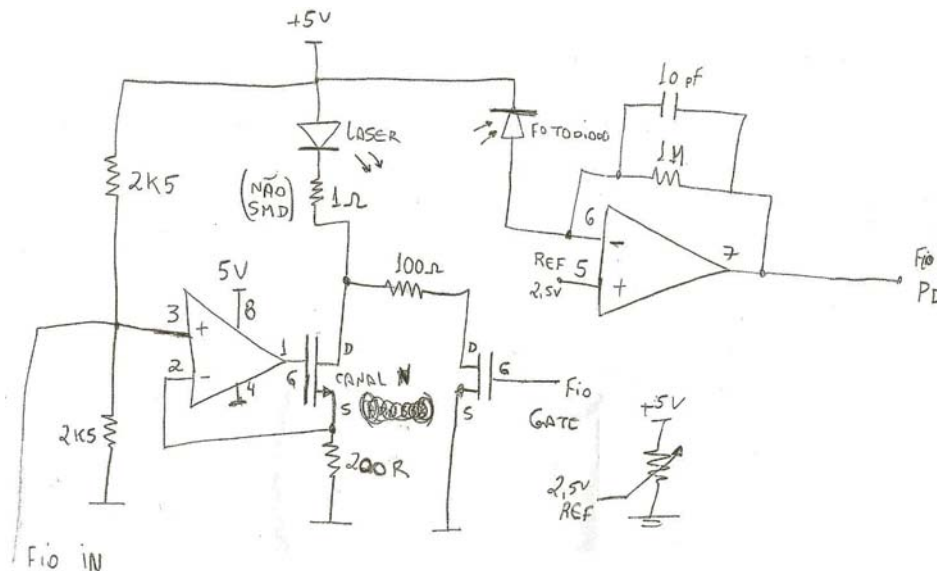 +5V
10 pF
LASER
FOTODIODO
1M
2K5
(NÃO SMD)
1Ω
6
7
100Ω
REF 5
2,5V
Fio
5V
8
3
+
2
-
1
4
G
D
CANAL N
S
D
G
S
Fio
GATE
-
+
2K5
200R
+5V
2,5V
REF
Fio iN